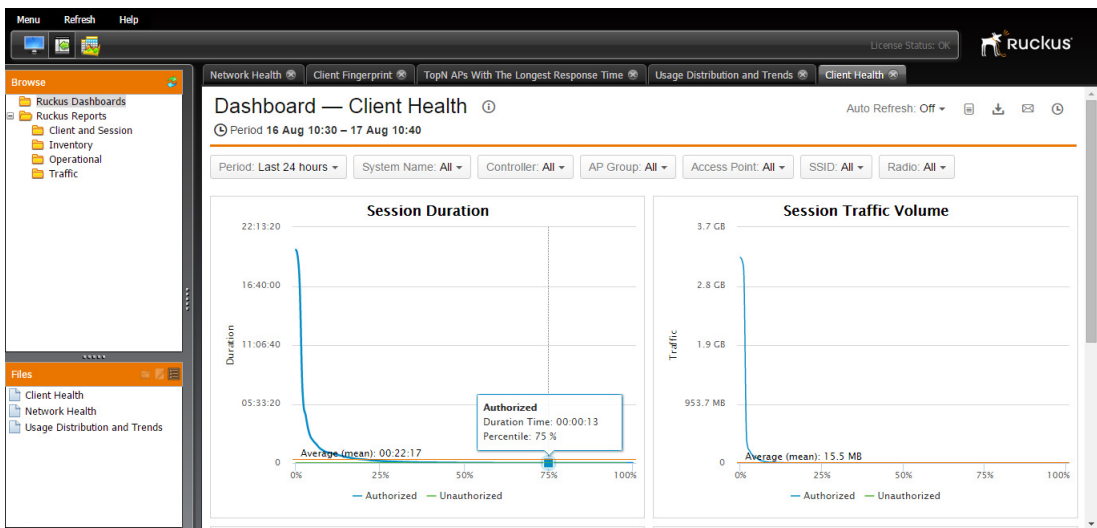 Menu Refresh Help
License Status: OK
Ruckus
Browse
Ruckus Dashboards
Ruckus Reports
Client and Session
Inventory
Operational
Traffic
Files
Client Health
Network Health
Usage Distribution and Trends
Network Health Client Fingerprint TopN APs With The Longest Response Time Usage Distribution and Trends Client Health
Dashboard — Client Health
Auto Refresh: Off
Period 16 Aug 10:30 – 17 Aug 10:40
Period: Last 24 hours System Name: All Controller: All AP Group: All Access Point: All SSID: All Radio: All
Session Duration
22:13:20
16:40:00
11:06:40
05:33:20
0
Duration
Authorized
Duration Time: 00:00:13
Percentile: 75 %
Average (mean): 00:22:17
0% 25% 50% 75% 100%
Authorized Unauthorized
Session Traffic Volume
3.7 GB
2.8 GB
1.9 GB
953.7 MB
0
Traffic
Average (mean): 15.5 MB
0% 25% 50% 75% 100%
Authorized Unauthorized